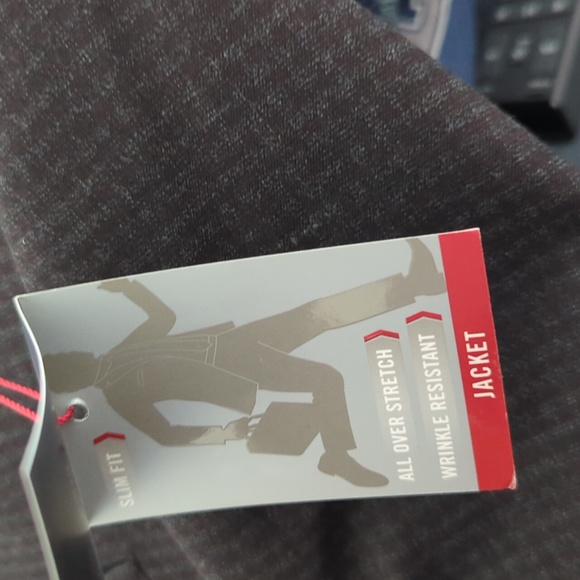 SLIM FIT
ALL OVER STRETCH
WRINKLE RESISTANT
JACKET